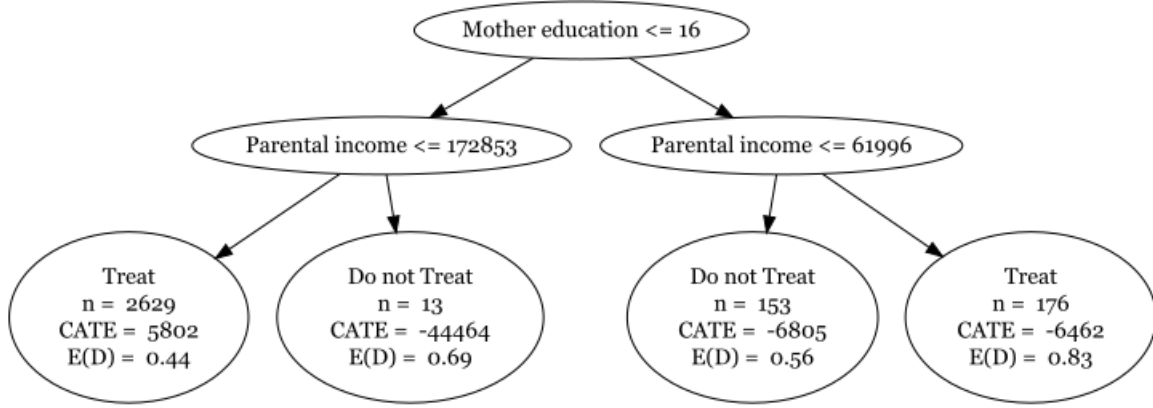 Mother education <= 16
Parental income <= 172853
Parental income <= 61996
Treat
n = 2629
CATE = 5802
E(D) = 0.44
Do not Treat
n = 13
CATE = -44464
E(D) = 0.69
Do not Treat
n = 153
CATE = -6805
E(D) = 0.56
Treat
n = 176
CATE = -6462
E(D) = 0.83